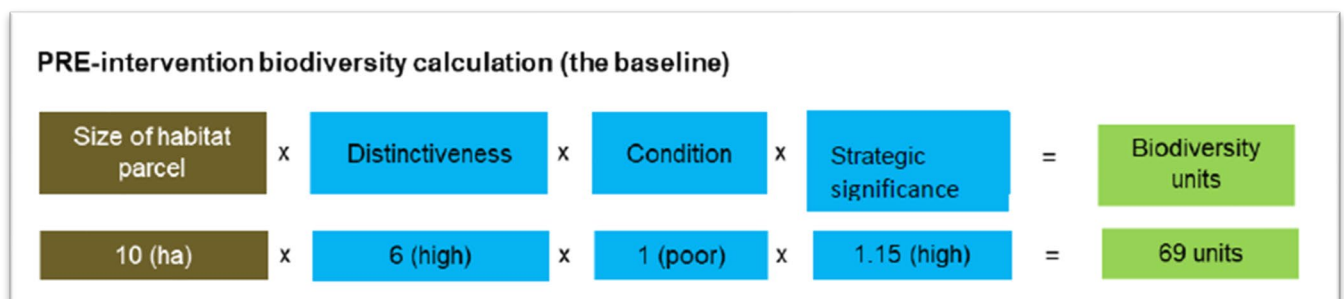 PRE-intervention biodiversity calculation (the baseline)
Size of habitat
parcel
x
Distinctiveness
x
Condition
x
Strategic
significance
=
Biodiversity
units
10 (ha) x 6 (high) x 1 (poor) x 1.15 (high) = 69 units